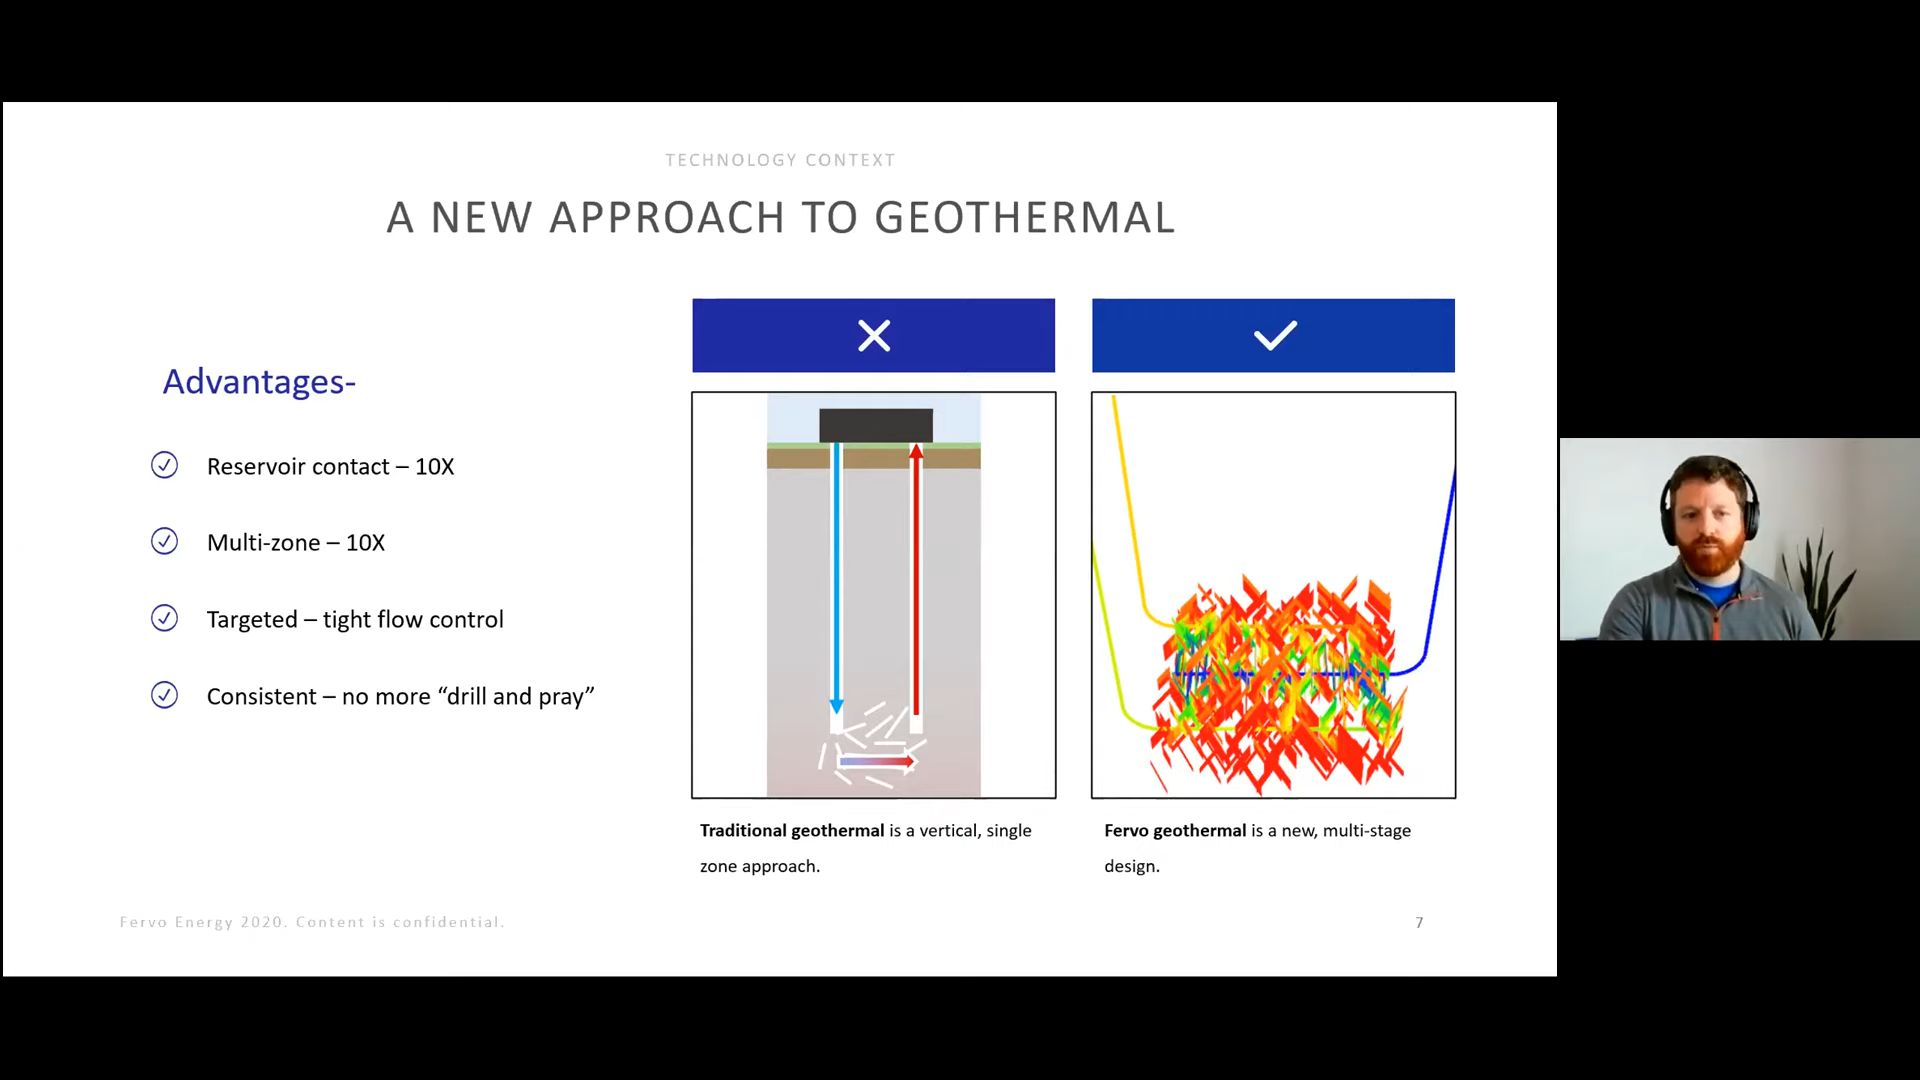 TECHNOLOGY CONTEXT
A NEW APPROACH TO GEOTHERMAL
Advantages-
Reservoir contact – 10X
Multi-zone – 10X
Targeted – tight flow control
Consistent – no more “drill and pray”
Traditional geothermal is a vertical, single
zone approach.
Fervo geothermal is a new, multi-stage
design.
Fervo Energy 2020. Content is confidential.
7